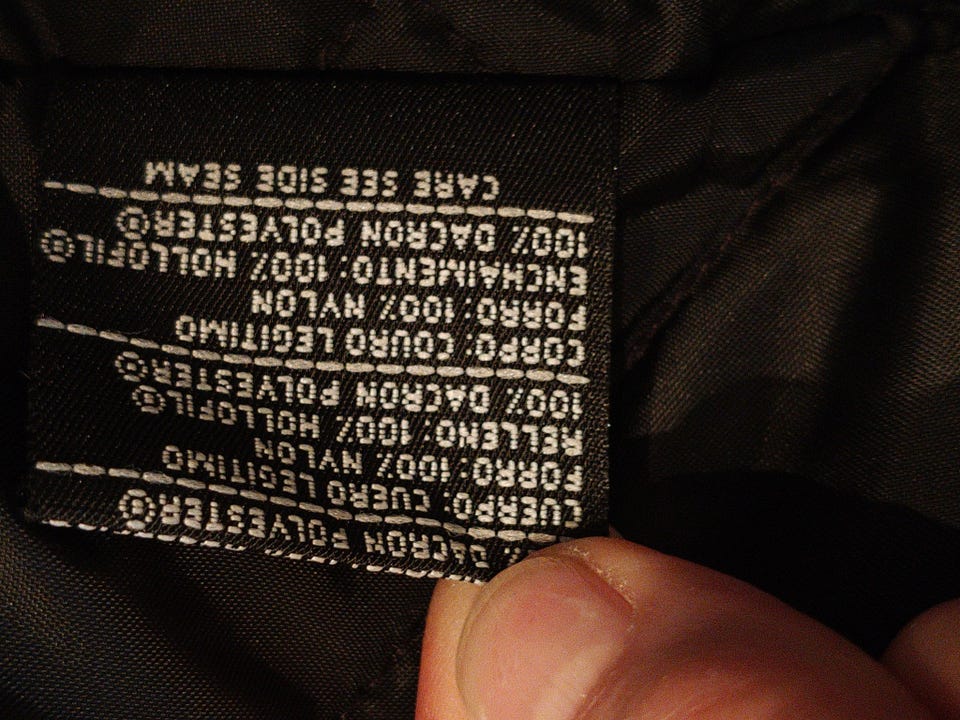 % DACRON POLYESTER®
CUERPO: CUERO LEGITIMO
FORRO: 100% NYLON
RELLENO: 100% HOLLOFIL®
100% DACRON POLYESTER®
CORPO: COURO LEGITIMO
FORRO: 100% NYLON
ENCHAIMENTO: 100% HOLLOFIL®
100% DACRON POLYESTER®
CARE SEE SIDE SEAM